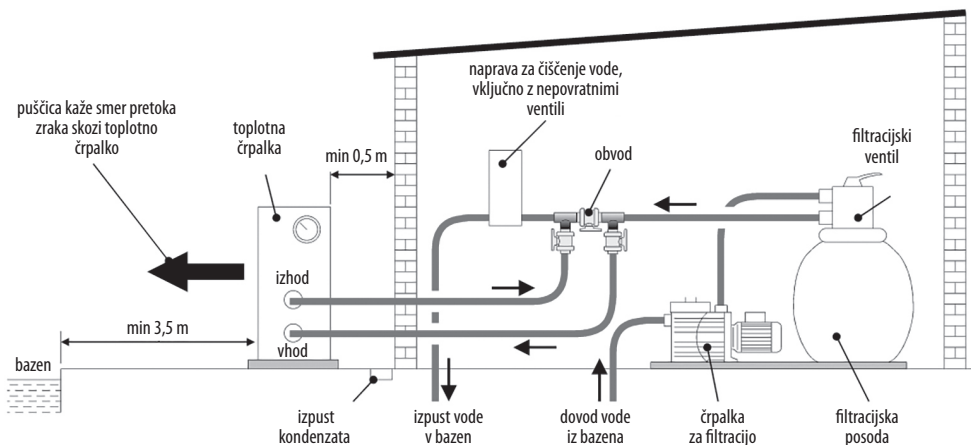 naprava za čiščenje vode,
vključno z nepovratnimi
ventili
puščica kaže smer pretoka
zraka skozi toplotno
črpalko
toplotna
črpalka
min 0,5 m
obvod
filtracijski
ventil
izhod
min 3,5 m
vhod
bazen
izpust
kondenzata
izpust vode
v bazen
dovod vode
iz bazena
črpalka
za filtracijo
filtracijska
posoda